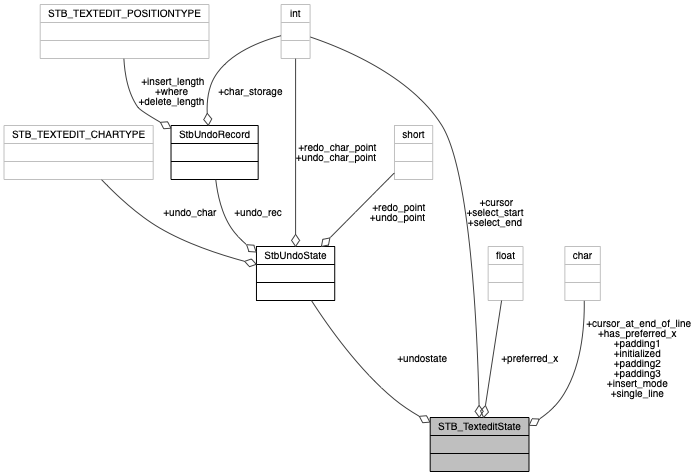 STB_TEXTEDIT_POSITIONTYPE
int
+insert_length
+where
+delete_length
+char_storage
STB_TEXTEDIT_CHARTYPE
StbUndoRecord
short
+redo_char_point
+undo_char_point
+undo_char
+undo_rec
+redo_point
+undo_point
+cursor
+select_start
+select_end
StbUndoState
float
char
+undostate
+preferred_x
+cursor_at_end_of_line
+has_preferred_x
+padding1
+initialized
+padding2
+padding3
+insert_mode
+single_line
STB_TexteditState